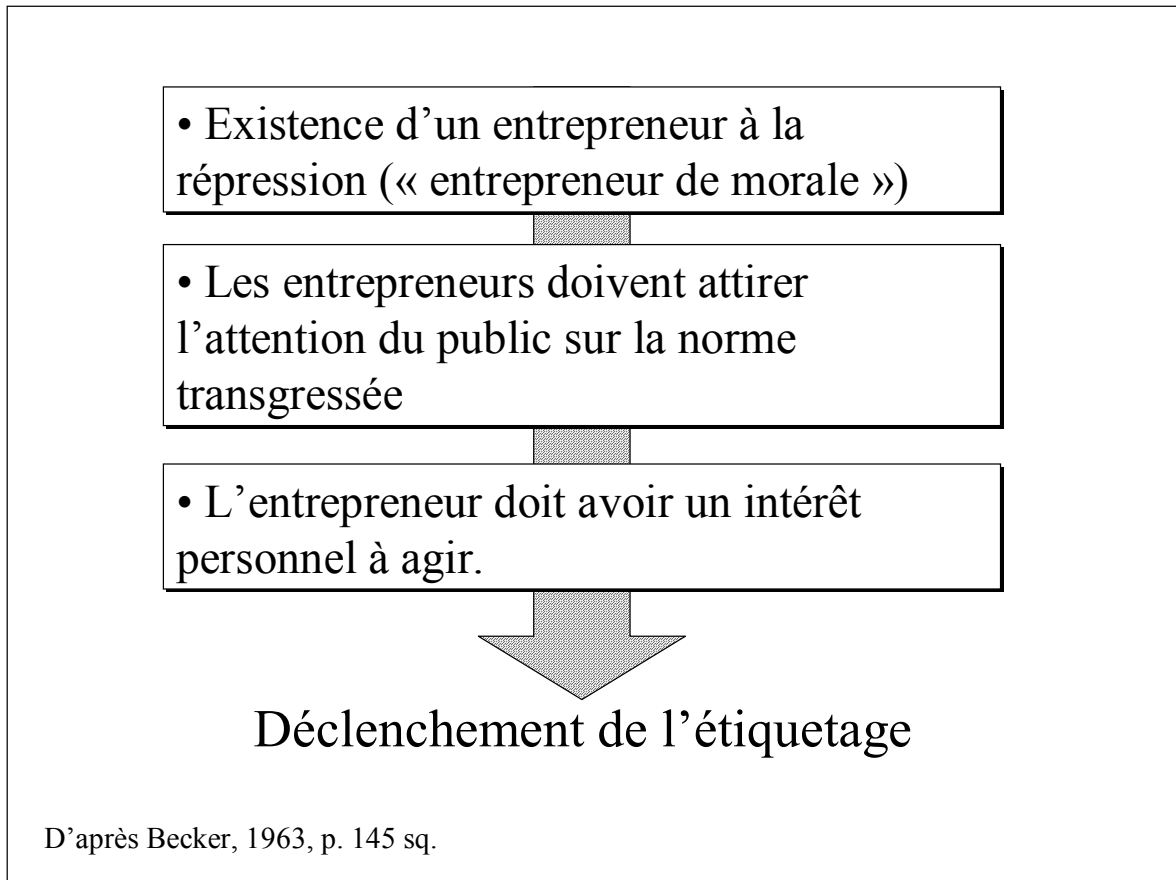 • Existence d’un entrepreneur à la
répression (« entrepreneur de morale »)
• Les entrepreneurs doivent attirer
l’attention du public sur la norme
transgressée
• L’entrepreneur doit avoir un intérêt
personnel à agir.
Déclenchement de l’étiquetage
D’après Becker, 1963, p. 145 sq.